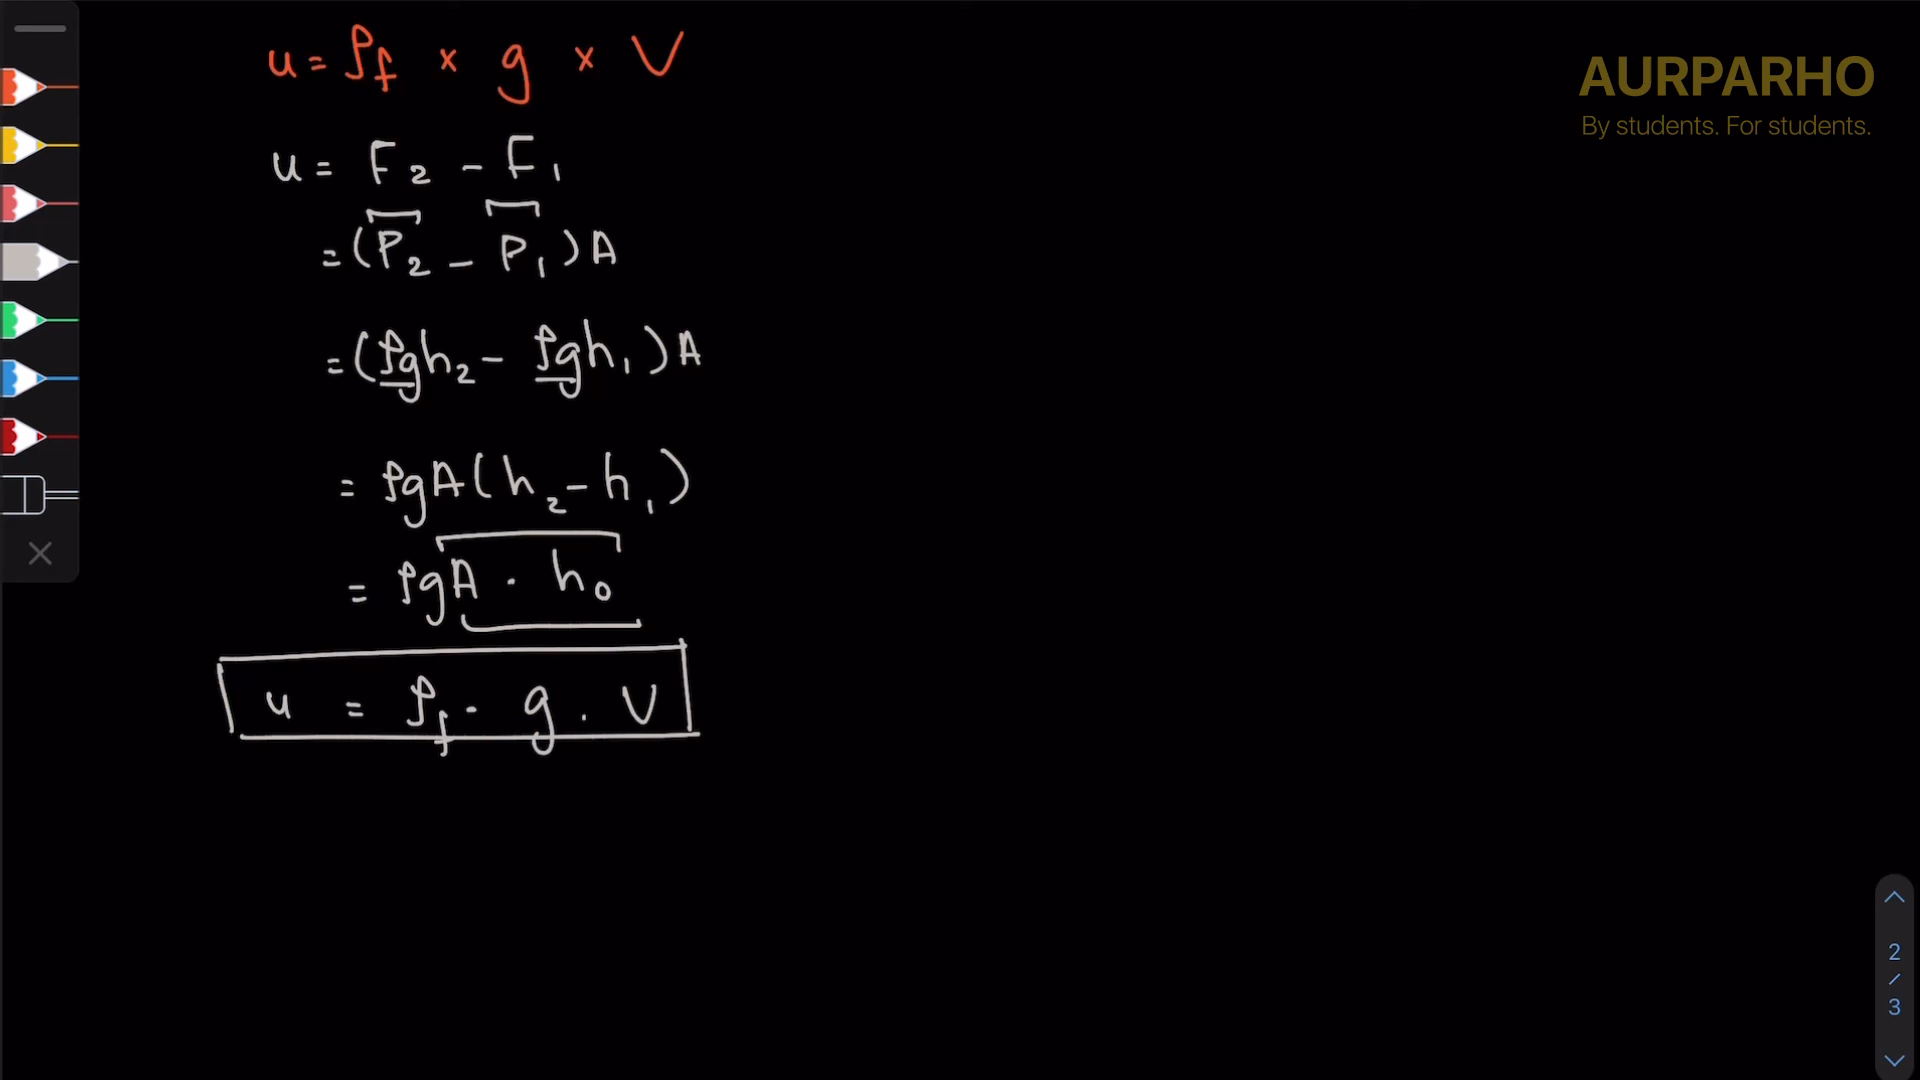 u = ρf × g × V
AURPARHO
By students. For students.
u = F₂ - F₁
= (P₂ - P₁)A
= (ρgh₂ - ρgh₁)A
= ρgA(h₂ - h₁)
= ρgA · h₀
u = ρf · g · V
2
/
3